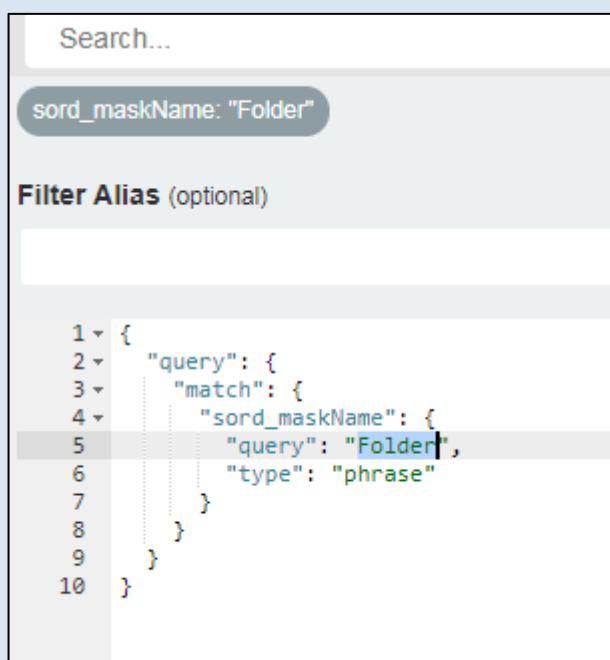 Search...
sord_maskName: "Folder"
Filter Alias (optional)
1 {
2 "query": {
3 "match": {
4 "sord_maskName": {
5 "query": "Folder",
6 "type": "phrase"
7 }
8 }
9 }
10 }